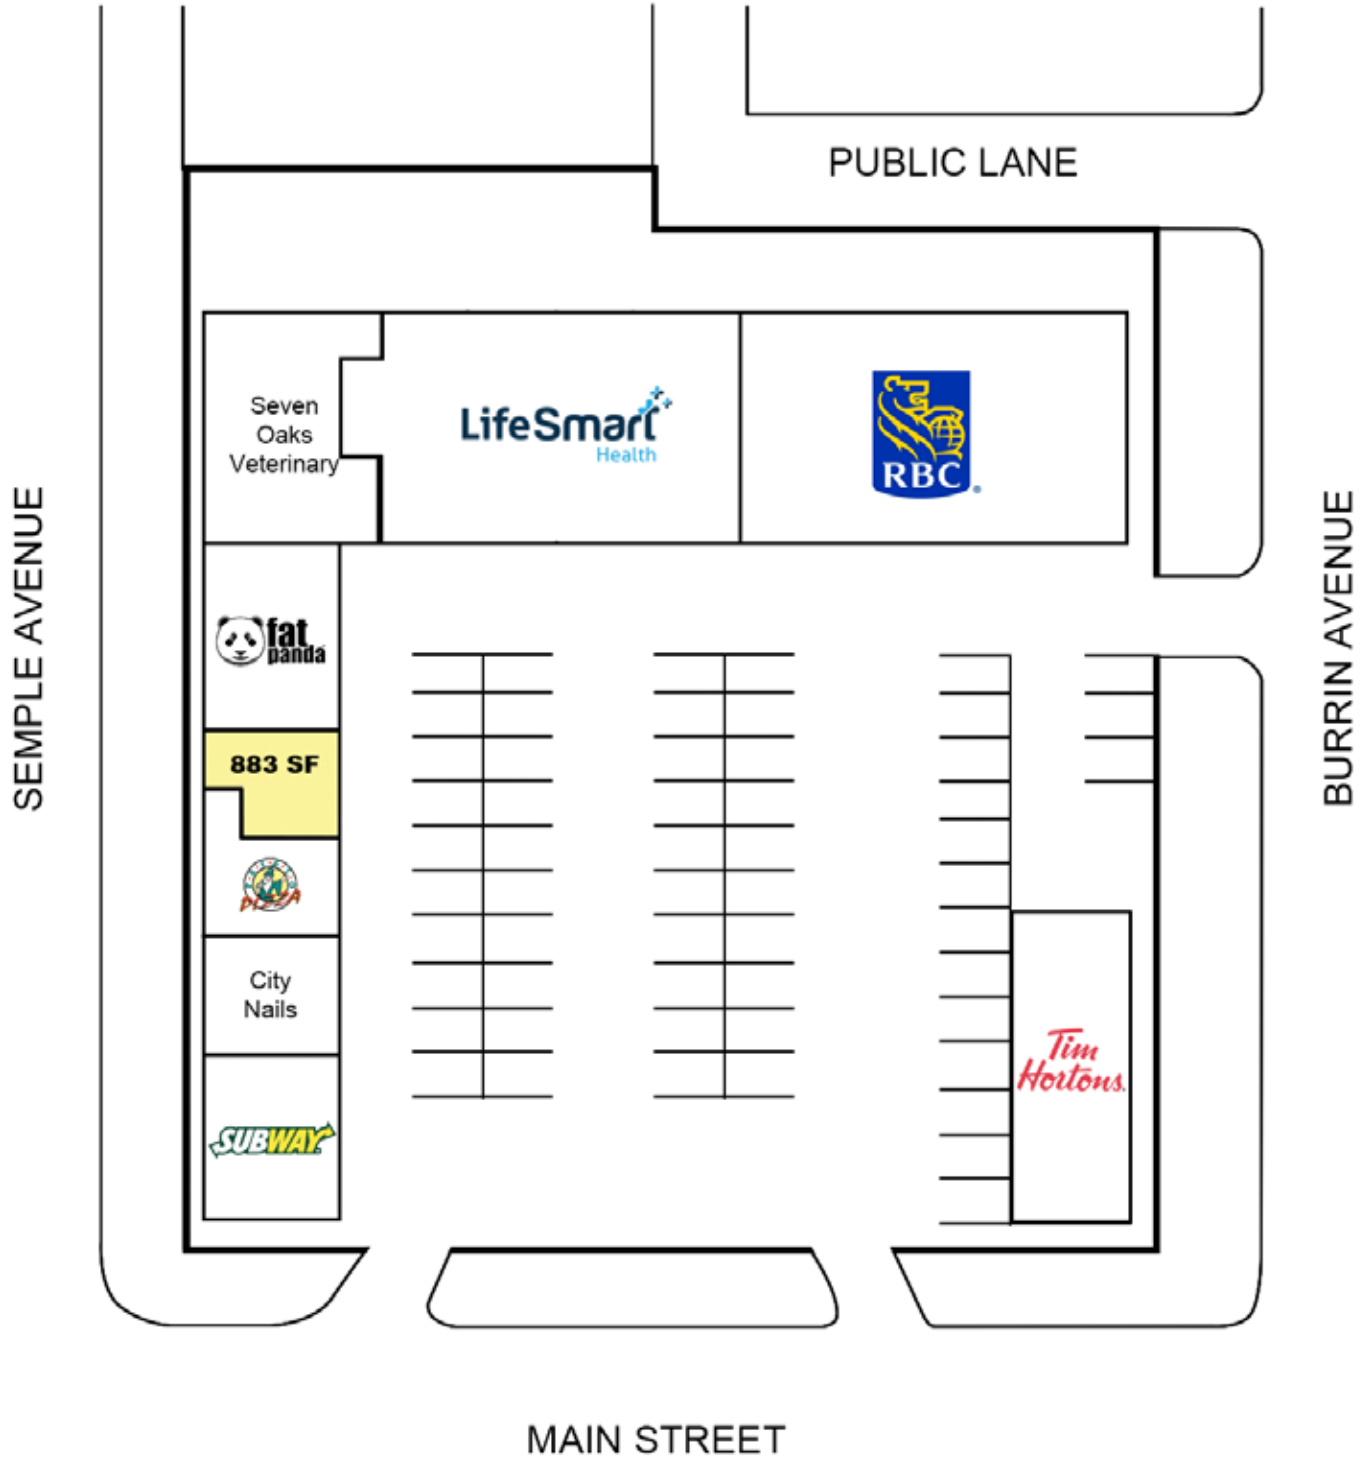 PUBLIC LANE
Seven
Oaks
Veterinary
LifeSmart
Health
RBC
SEMPLE AVENUE
BURRIN AVENUE
fat
panda
883 SF
PIZZA
City
Nails
Tim
Hortons.
SUBWAY
MAIN STREET